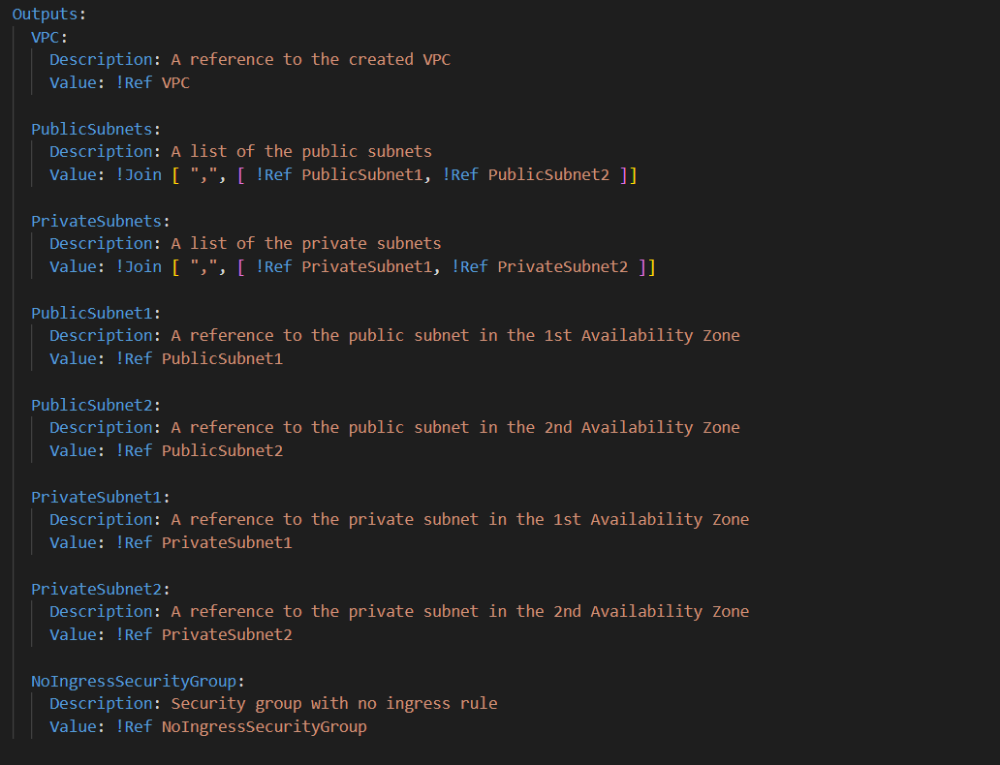 Outputs:
  VPC:
    Description: A reference to the created VPC
    Value: !Ref VPC

  PublicSubnets:
    Description: A list of the public subnets
    Value: !Join [ ",", [ !Ref PublicSubnet1, !Ref PublicSubnet2 ]]

  PrivateSubnets:
    Description: A list of the private subnets
    Value: !Join [ ",", [ !Ref PrivateSubnet1, !Ref PrivateSubnet2 ]]

  PublicSubnet1:
    Description: A reference to the public subnet in the 1st Availability Zone
    Value: !Ref PublicSubnet1

  PublicSubnet2:
    Description: A reference to the public subnet in the 2nd Availability Zone
    Value: !Ref PublicSubnet2

  PrivateSubnet1:
    Description: A reference to the private subnet in the 1st Availability Zone
    Value: !Ref PrivateSubnet1

  PrivateSubnet2:
    Description: A reference to the private subnet in the 2nd Availability Zone
    Value: !Ref PrivateSubnet2

  NoIngressSecurityGroup:
    Description: Security group with no ingress rule
    Value: !Ref NoIngressSecurityGroup